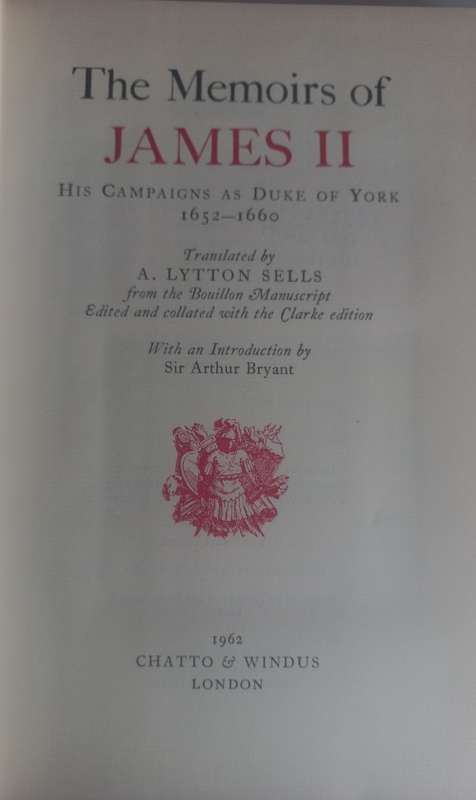 The Memoirs of
JAMES II
HIS CAMPAIGNS AS DUKE OF YORK
1652–1660
Translated by
A. LYTTON SELLS
from the Bouillon Manuscript
Edited and collated with the Clarke edition
With an Introduction by
Sir Arthur Bryant
1962
CHATTO & WINDUS
LONDON